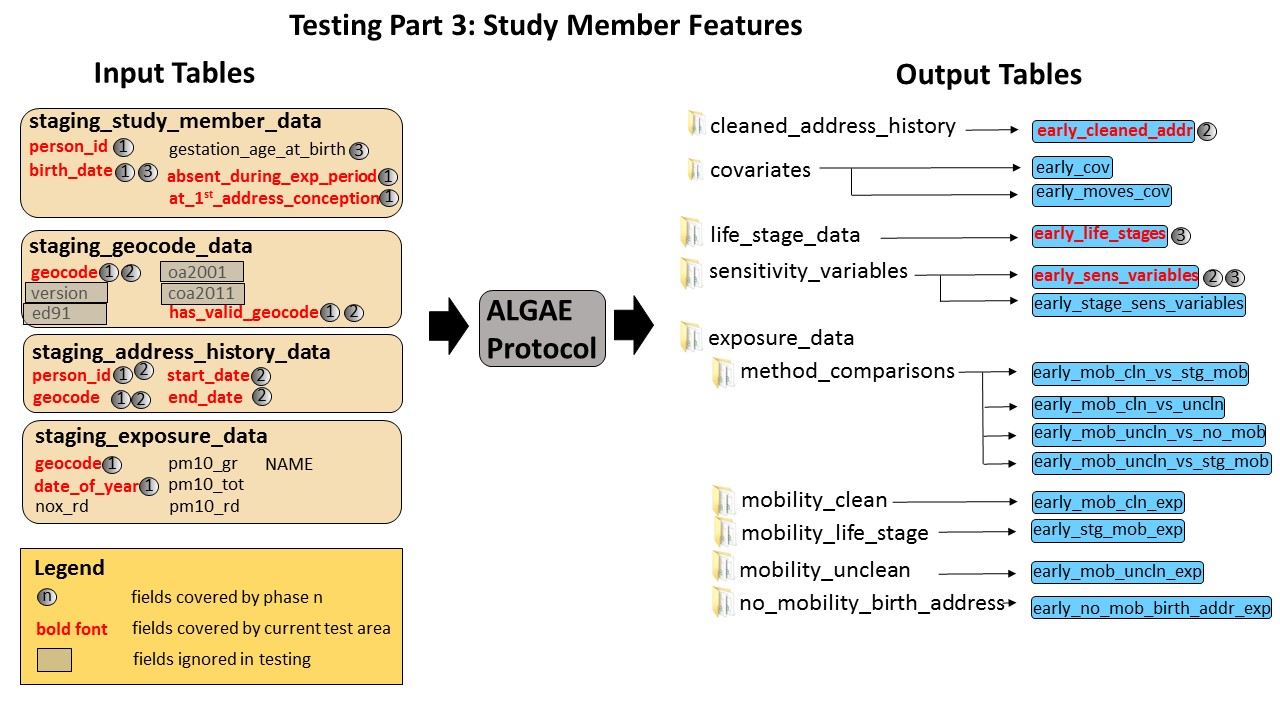 Testing Part 3: Study Member Features
Input Tables
Output Tables
staging_study_member_data
person_id 1
gestation_age_at_birth 3
birth_date 1 3
absent_during_exp_period 1
at_1st_address_conception 1
staging_geocode_data
geocode 1 2
oa2001
version
coa2011
ed91
has_valid_geocode 1 2
staging_address_history_data
person_id 1 2
start_date 2
geocode 1 2
end_date 2
staging_exposure_data
geocode 1
pm10_gr
NAME
date_of_year 1
pm10_tot
nox_rd
pm10_rd
Legend
n fields covered by phase n
bold font fields covered by current test area
fields ignored in testing
ALGAE
Protocol
cleaned_address_history
early_cleaned_addr 2
covariates
early_cov
early_moves_cov
life_stage_data
early_life_stages 3
sensitivity_variables
early_sens_variables 2 3
early_stage_sens_variables
exposure_data
method_comparisons
early_mob_cln_vs_stg_mob
early_mob_cln_vs_uncln
early_mob_uncln_vs_no_mob
early_mob_uncln_vs_stg_mob
mobility_clean
early_mob_cln_exp
mobility_life_stage
early_stg_mob_exp
mobility_unclean
early_mob_uncln_exp
no_mobility_birth_address
early_no_mob_birth_addr_exp